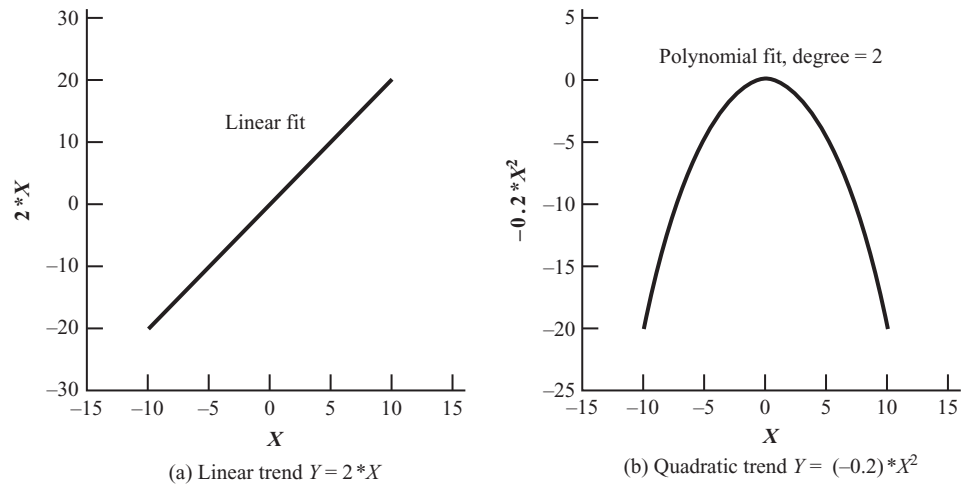 30
20
10
0
–10
–20
–30
2*X
Linear fit
–15 –10 –5 0 5 10 15
X
(a) Linear trend Y = 2*X
5
0
–5
–10
–15
–20
–25
–0.2*X²
Polynomial fit, degree = 2
–15 –10 –5 0 5 10 15
X
(b) Quadratic trend Y = (–0.2)*X²